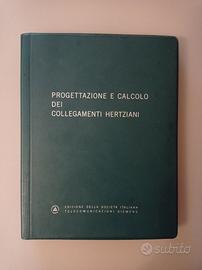 PROGETTAZIONE E CALCOLO
DEI
COLLEGAMENTI HERTZIANI
EDIZIONE DELLA SOCIETÀ ITALIANA
TELECOMUNICAZIONI SIEMENS
subito